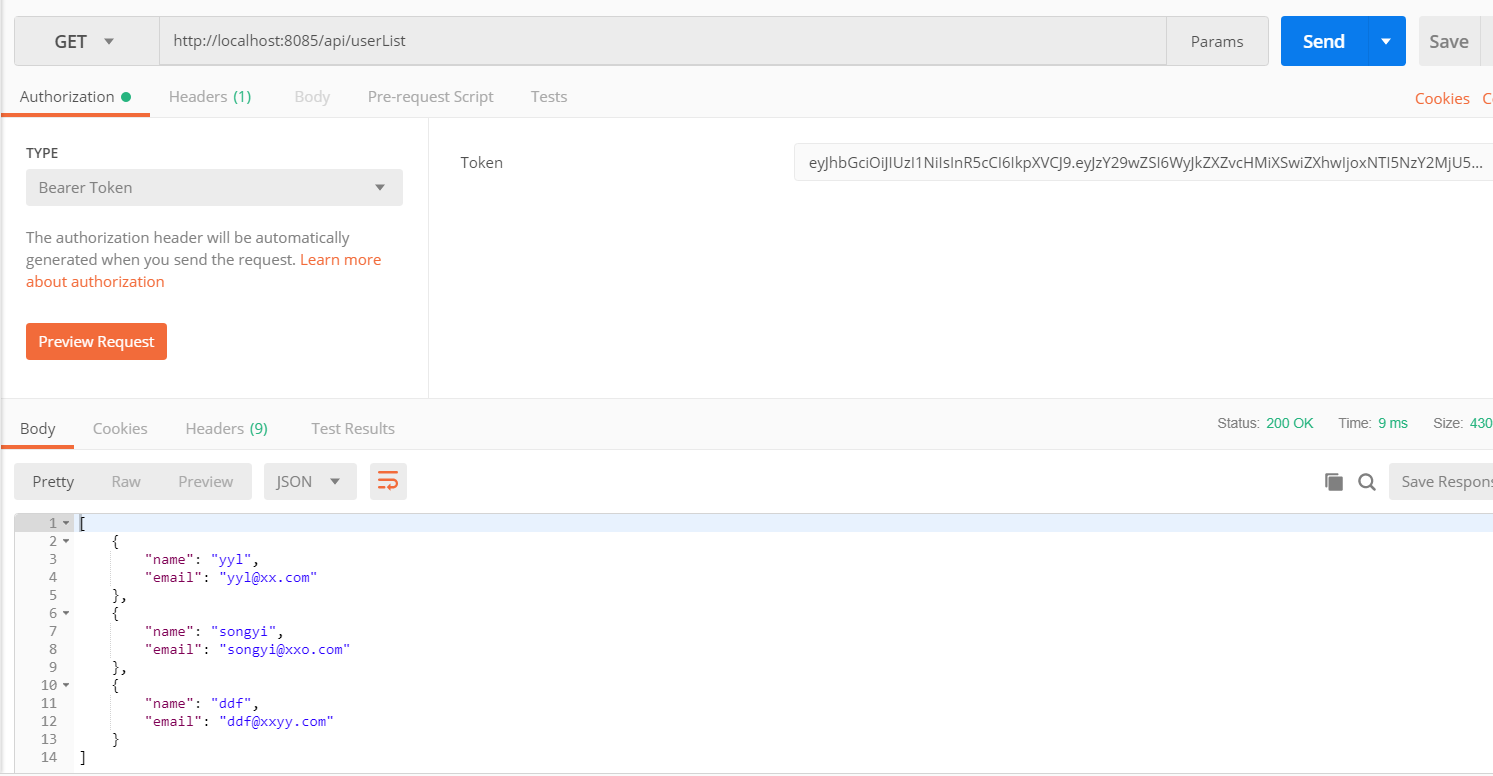 GET http://localhost:8085/api/userList Params Send Save
Authorization Headers (1) Body Pre-request Script Tests Cookies
TYPE
Bearer Token
The authorization header will be automatically
generated when you send the request. Learn more
about authorization
Preview Request
Token eyJhbGciOiJIUzI1NiIsInR5cCI6IkpXVCJ9.eyJzY29wZSI6WyJkZXZvcHMiXSwiZXhwIjoxNTI5NzY2MjU5...
Body Cookies Headers (9) Test Results Status: 200 OK Time: 9 ms Size: 430
Pretty Raw Preview JSON Save Respons
1 [
2 {
3 "name": "yyl",
4 "email": "yyl@xx.com"
5 },
6 {
7 "name": "songyi",
8 "email": "songyi@xxo.com"
9 },
10 {
11 "name": "ddf",
12 "email": "ddf@xxyy.com"
13 }
14 ]